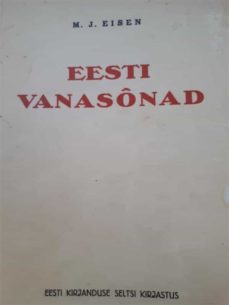 M. J. EISEN
EESTI
VANASÔNAD
EESTI KIRJANDUSE SELTSI KIRJASTUS